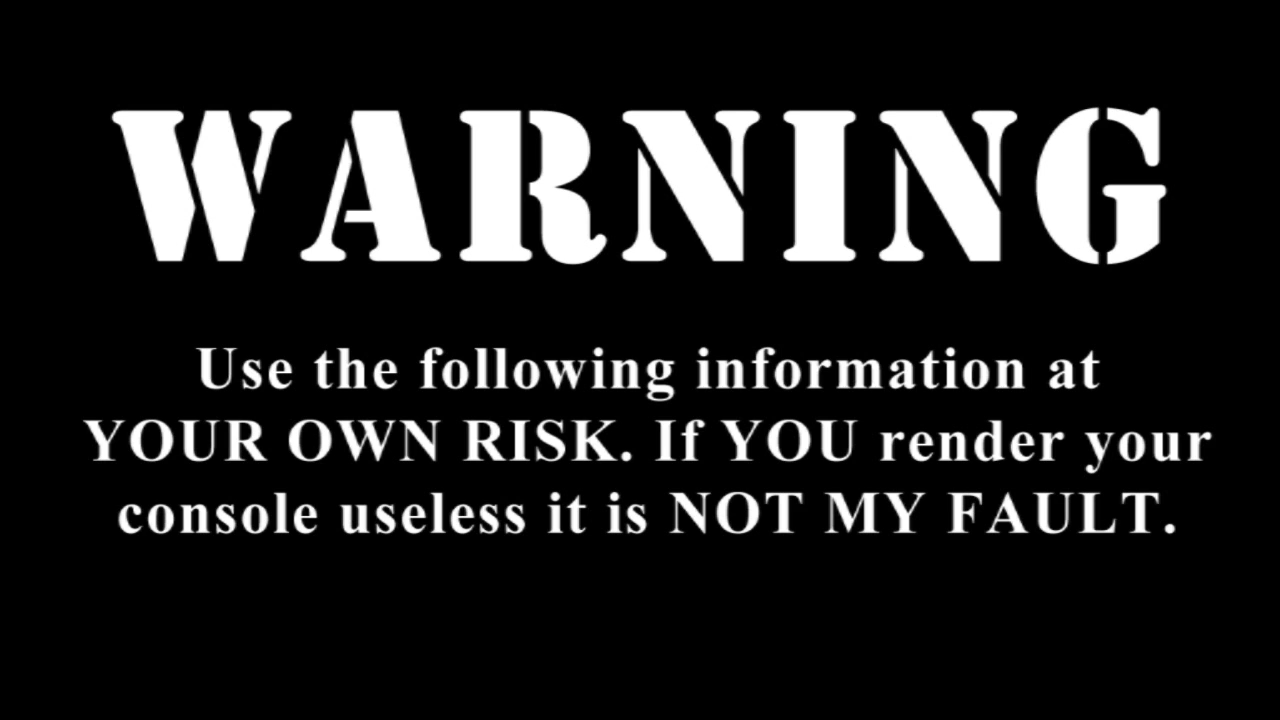 WARNING
Use the following information at
YOUR OWN RISK. If YOU render your
console useless it is NOT MY FAULT.